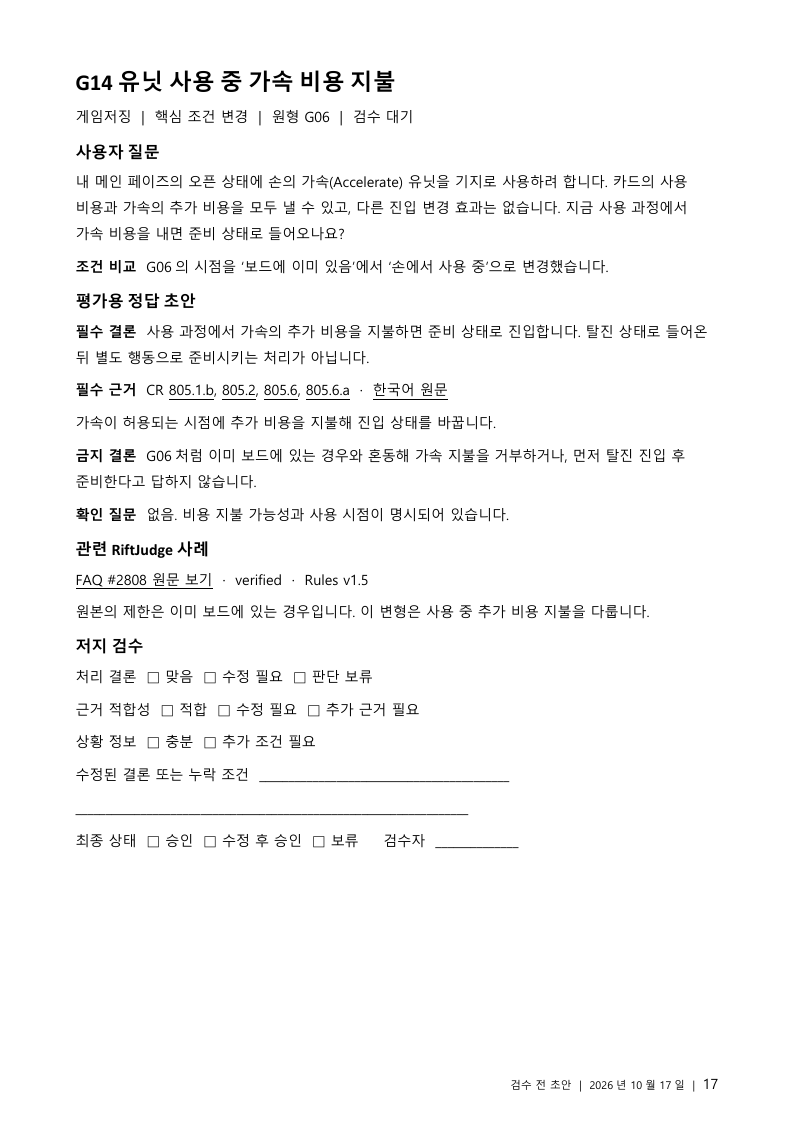 G14 유닛 사용 중 가속 비용 지불
게임저징 | 핵심 조건 변경 | 원형 G06 | 검수 대기
사용자 질문
내 메인 페이즈의 오픈 상태에 손의 가속(Accelerate) 유닛을 기지로 사용하려 합니다. 카드의 사용
비용과 가속의 추가 비용을 모두 낼 수 있고, 다른 진입 변경 효과는 없습니다. 지금 사용 과정에서
가속 비용을 내면 준비 상태로 들어오나요?
조건 비교 G06의 시점을 ‘보드에 이미 있음’에서 ‘손에서 사용 중’으로 변경했습니다.
평가용 정답 초안
필수 결론 사용 과정에서 가속의 추가 비용을 지불하면 준비 상태로 진입합니다. 탈진 상태로 들어온
뒤 별도 행동으로 준비시키는 처리가 아닙니다.
필수 근거 CR 805.1.b, 805.2, 805.6, 805.6.a · 한국어 원문
가속이 허용되는 시점에 추가 비용을 지불해 진입 상태를 바꿉니다.
금지 결론 G06처럼 이미 보드에 있는 경우와 혼동해 가속 지불을 거부하거나, 먼저 탈진 진입 후
준비한다고 답하지 않습니다.
확인 질문 없음. 비용 지불 가능성과 사용 시점이 명시되어 있습니다.
관련 RiftJudge 사례
FAQ #2808 원문 보기 · verified · Rules v1.5
원본의 제한은 이미 보드에 있는 경우입니다. 이 변형은 사용 중 추가 비용 지불을 다룹니다.
저지 검수
처리 결론 □ 맞음 □ 수정 필요 □ 판단 보류
근거 적합성 □ 적합 □ 수정 필요 □ 추가 근거 필요
상황 정보 □ 충분 □ 추가 조건 필요
수정된 결론 또는 누락 조건 ______________________________
_______________________________________________
최종 상태 □ 승인 □ 수정 후 승인 □ 보류 검수자 __________
검수 전 초안 | 2026년 10월 17일 | 17